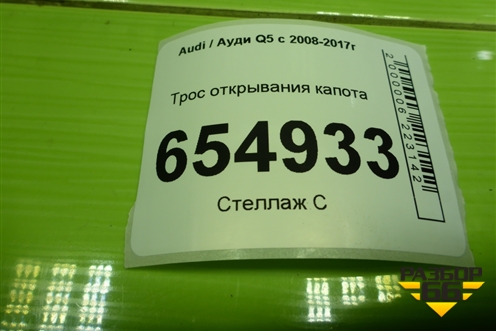 Audi / Ауди Q5 с 2008-2017г
Трос открывания капота
654933
Стеллаж С
2000006223142
РАЗБОР
66